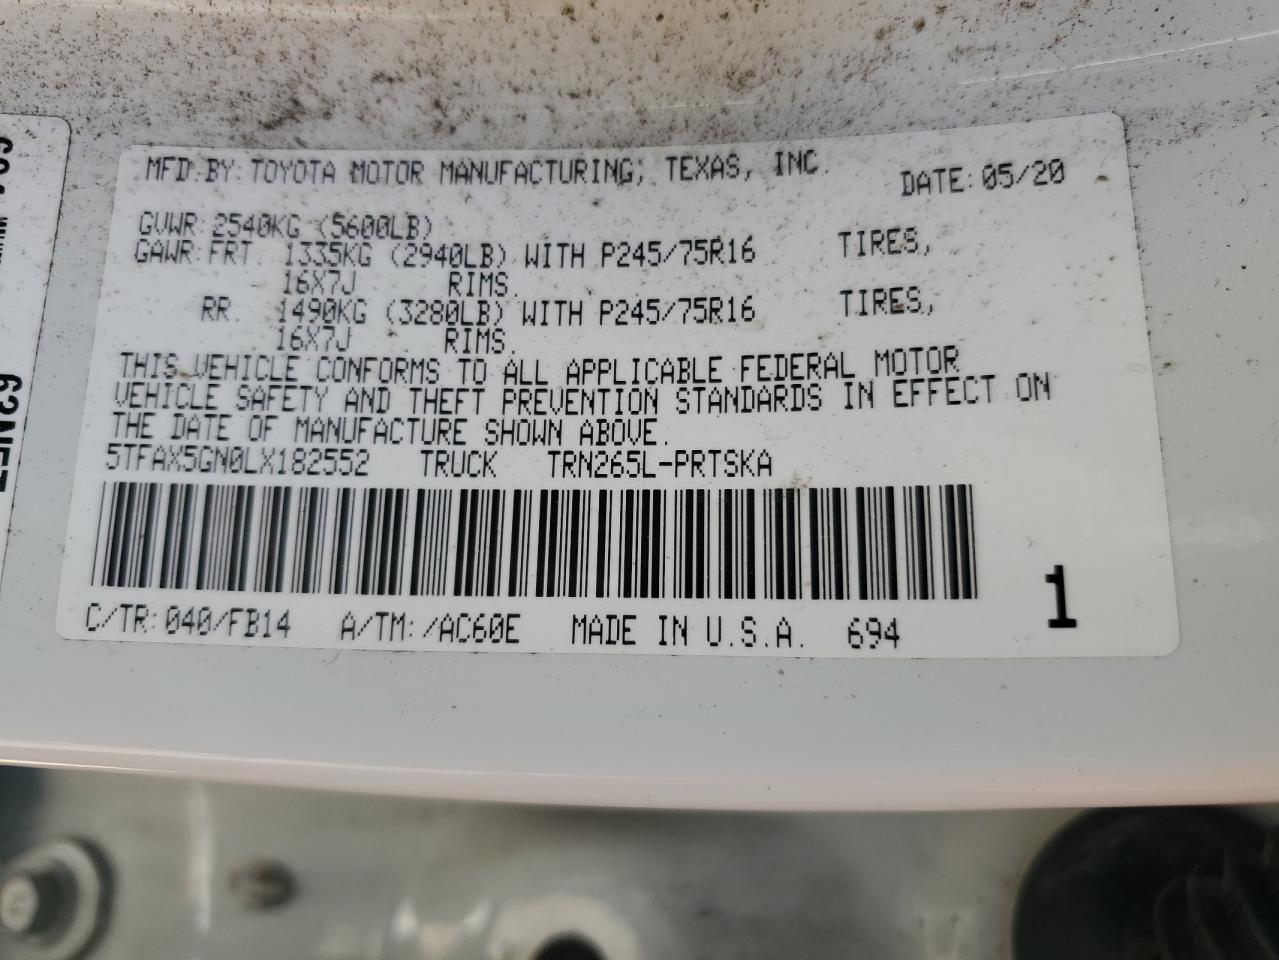 MFD.BY: TOYOTA MOTOR MANUFACTURING, TEXAS, INC. DATE: 05/20
GVWR: 2540KG (5600LB)
GAWR: FRT. 1335KG (2940LB) WITH P245/75R16 TIRES,
16X7J RIMS.
RR. 1490KG (3280LB) WITH P245/75R16 TIRES,
16X7J RIMS.
THIS VEHICLE CONFORMS TO ALL APPLICABLE FEDERAL MOTOR
VEHICLE SAFETY AND THEFT PREVENTION STANDARDS IN EFFECT ON
THE DATE OF MANUFACTURE SHOWN ABOVE.
5TFAX5GN0LX182552 TRUCK TRN265L-PRTSKA
C/TR: 040/FB14 A/TM: /AC60E MADE IN U.S.A. 694 1